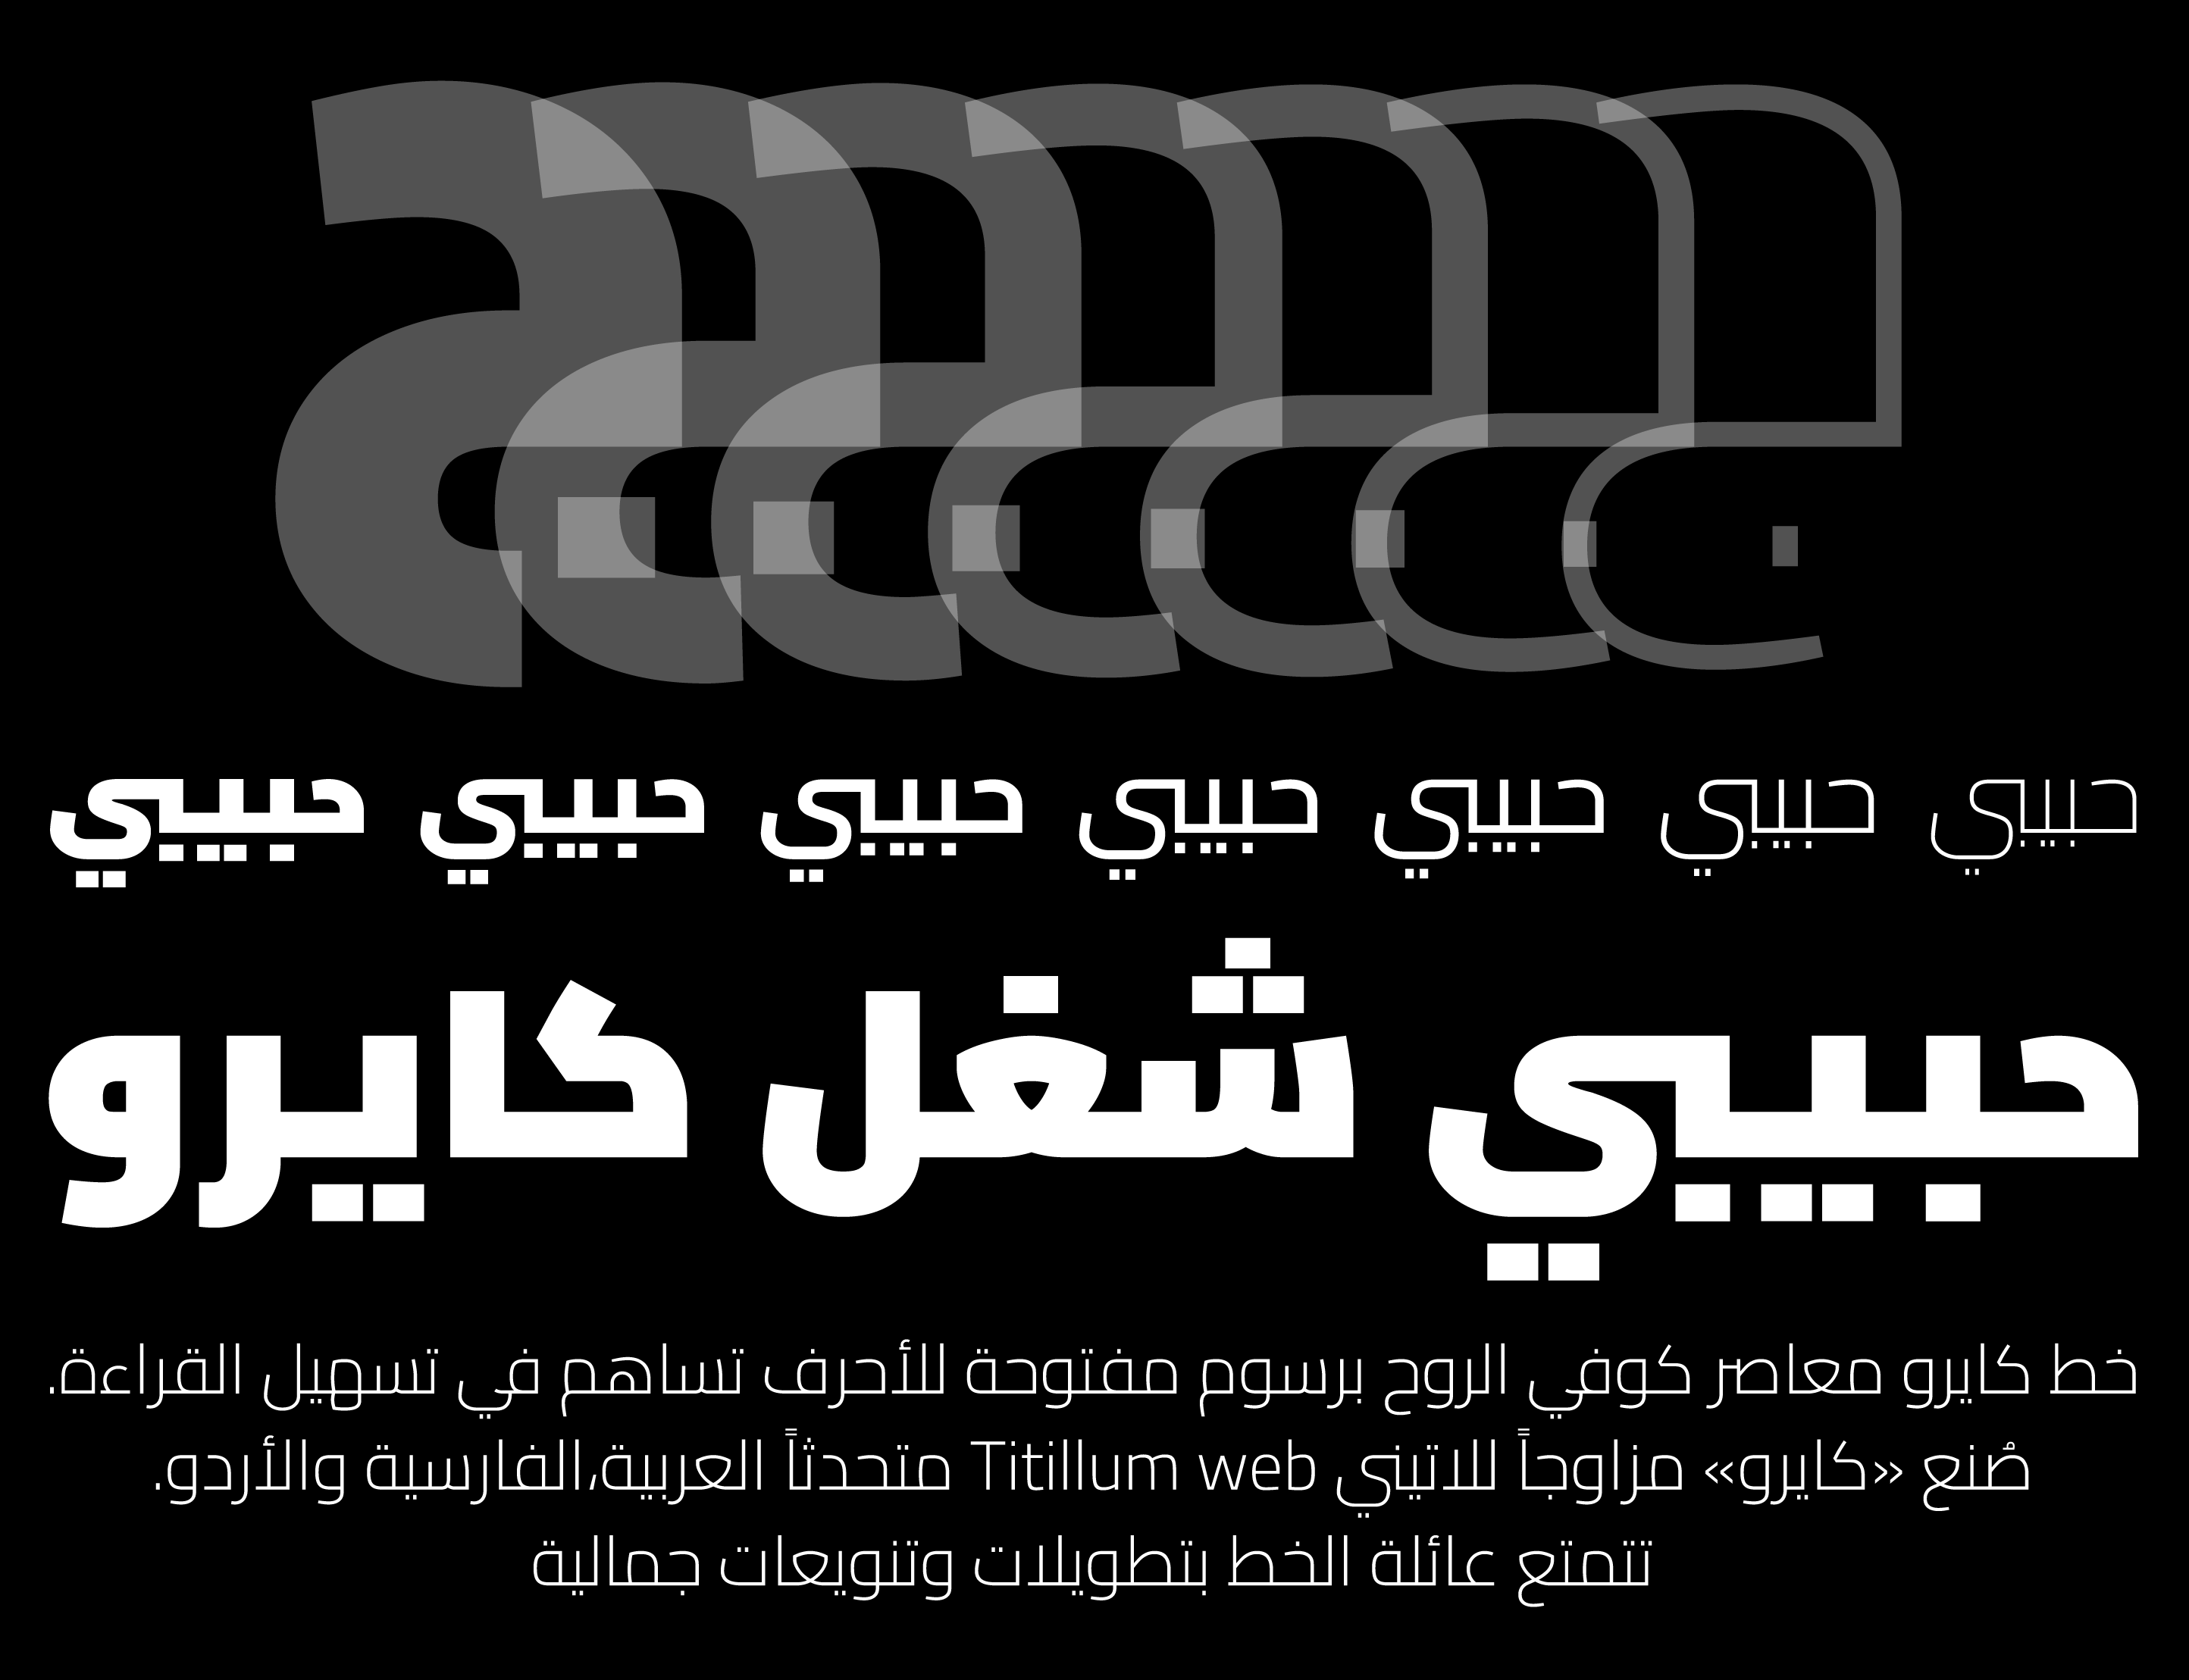 ج ج ج ج ج ج ج
حبيبي حبيبي حبيبي حبيبي حبيبي حبيبي حبيبي
حبيبي شغل كايرو
خط كايرو معاصر كوفي الروح برسوم مفتوحة للأحرف تساهم في تسهيل القراءة.
صُنع «كايرو» مزاوجاً للاتيني Titillum web متحدثاً العربية,الفارسية والأردو.
تتمتع عائلة الخط بتطويلات وتنويعات جمالية